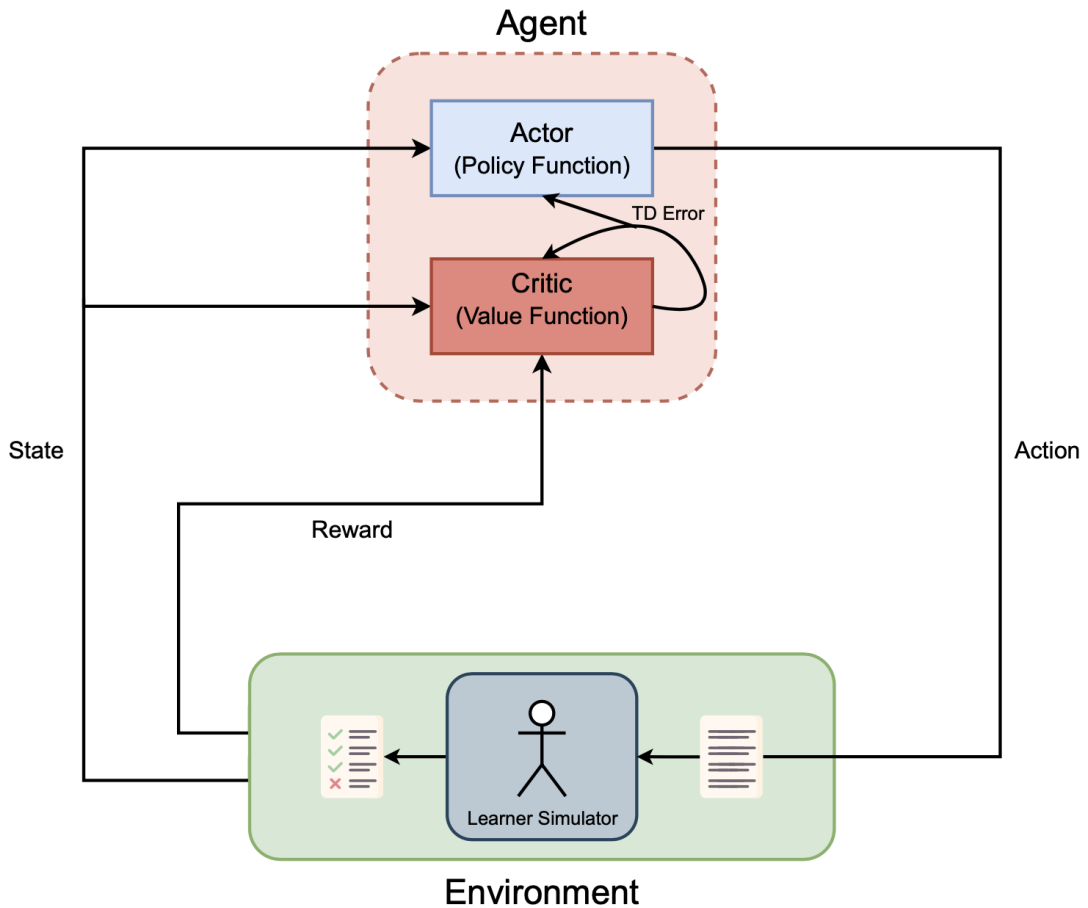 Agent
Actor
(Policy Function)
TD Error
Critic
(Value Function)
State
Action
Reward
Learner Simulator
Environment